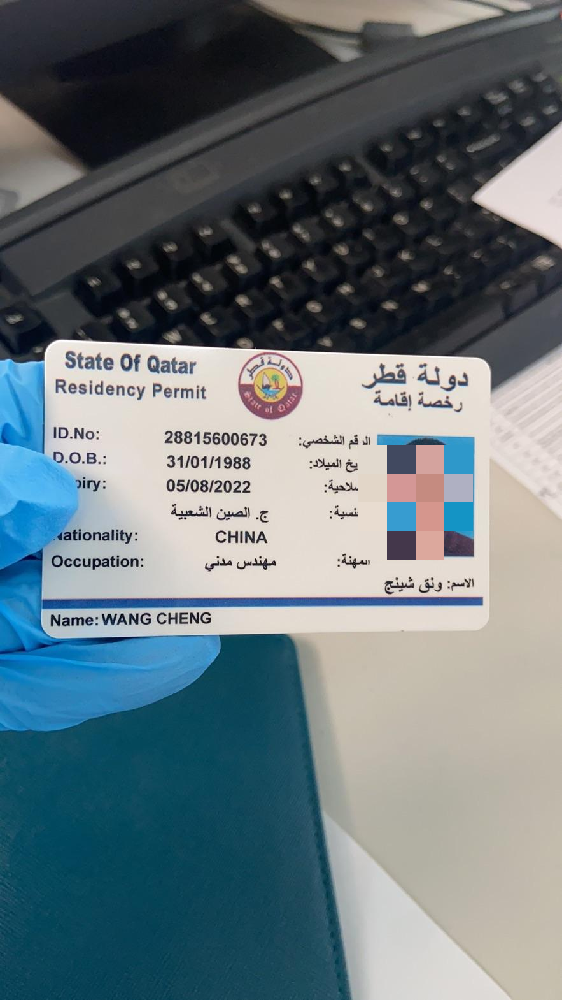 State Of Qatar
دولة قطر
Residency Permit
رخصة إقامة
دولة قطر
State of Qatar
ID.No: 28815600673 الرقم الشخصي:
D.O.B.: 31/01/1988 يخ الميلاد:
piry: 05/08/2022 صلاحية:
ج. الصين الشعبية نسية:
Nationality: CHINA
Occupation: مهندس مدني المهنة:
الاسم: ونق شينج
Name: WANG CHENG